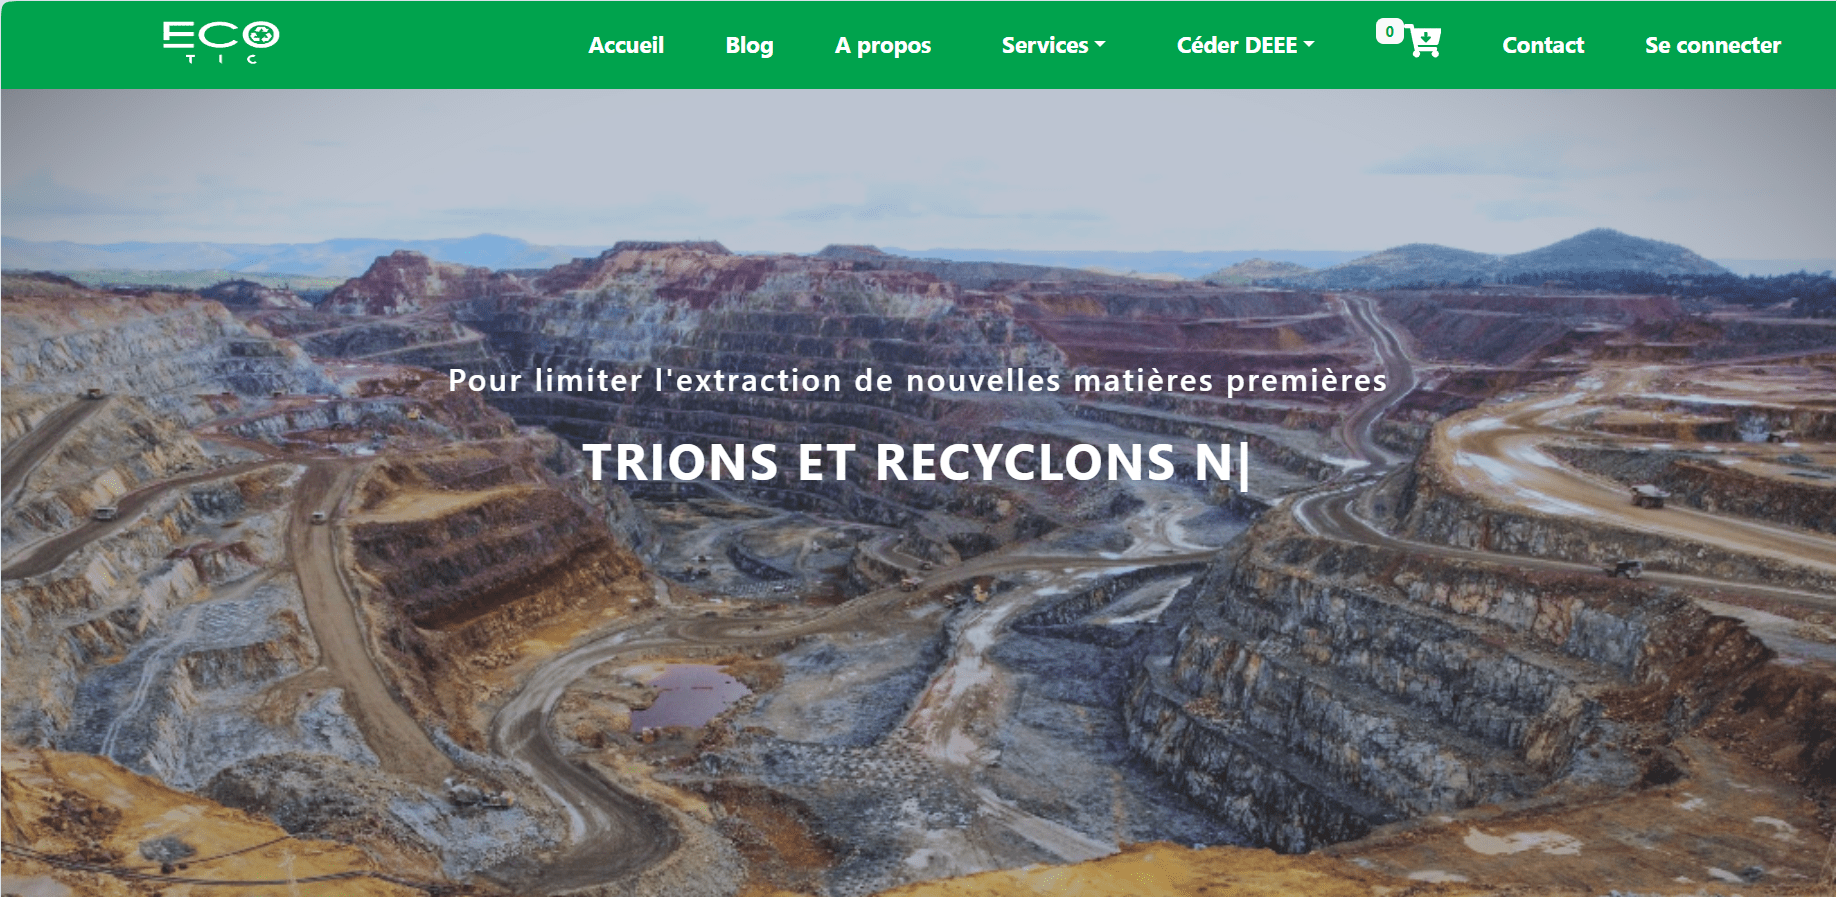 ECO
TIC
Accueil Blog A propos Services Céder DEEE 0 Contact Se connecter
Pour limiter l'extraction de nouvelles matières premières
TRIONS ET RECYCLONS N|